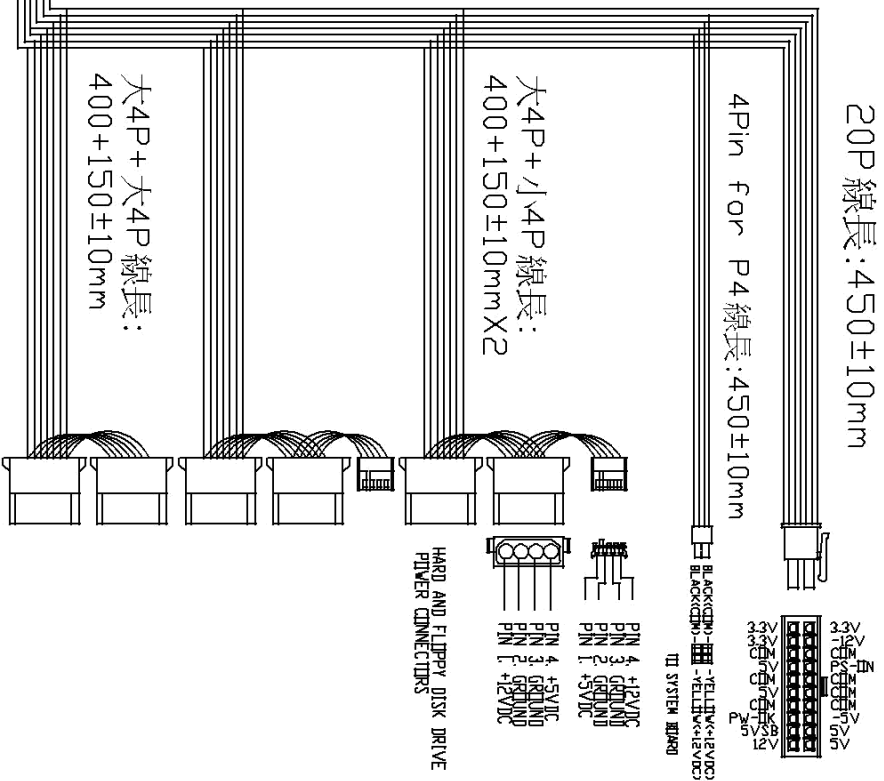 大4P+大4P線長:
400+150±10mm
大4P+小4P線長:
400+150±10mmX2
4Pin for P4線長:450±10mm
20P線長:450±10mm
HARD AND FLOPPY DISK DRIVE
POWER CONNECTORS
PIN 4. +5VDC
PIN 3. GROUND
PIN 2. GROUND
PIN 1. +12VDC
PIN 4. +12VDC
PIN 3. GROUND
PIN 2. GROUND
PIN 1. +5VDC
TO SYSTEM BOARD
BLACK(COM)- -YELLOW(+12VDC)
BLACK(COM)- -YELLOW(+12VDC)
3.3V 3.3V
3.3V -12V
COM COM
5V PS-ON
COM COM
5V COM
COM COM
PW-OK -5V
5VSB 5V
12V 5V